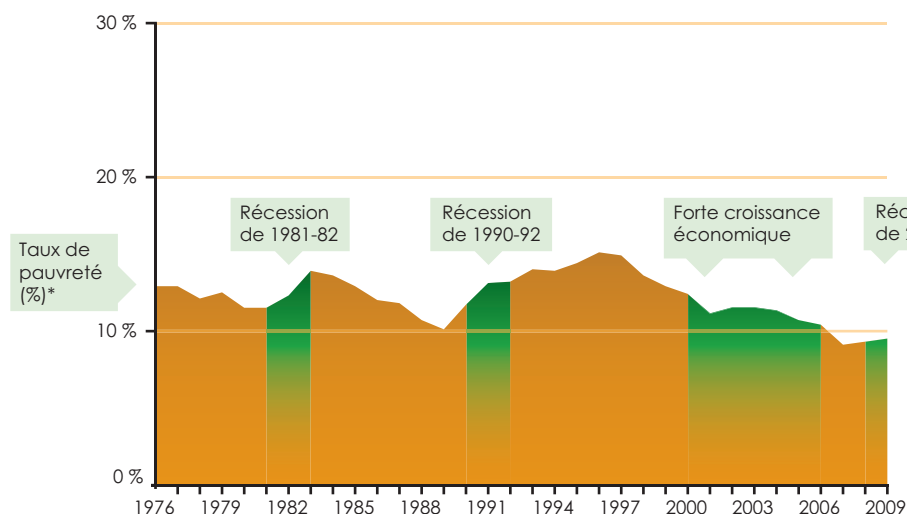 30 %
20 %
Récession
de 1981-82
Récession
de 1990-92
Forte croissance
économique
de
Taux de
pauvreté
(%)*
10 %
0 %
1976 1979 1982 1985 1988 1991 1994 1997 2000 2003 2006 2009